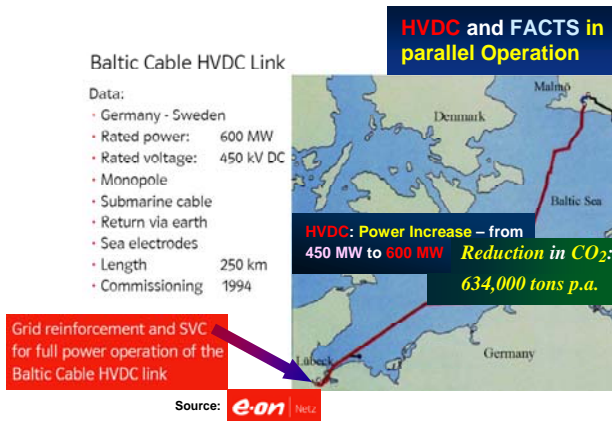 HVDC and FACTS in
parallel Operation
Baltic Cable HVDC Link
Data:
· Germany - Sweden
· Rated power: 600 MW
· Rated voltage: 450 kV DC
· Monopole
· Submarine cable
· Return via earth
· Sea electrodes
· Length 250 km
· Commissioning 1994
Malmö
Denmark
Baltic Sea
HVDC: Power Increase – from
450 MW to 600 MW
Reduction in CO2:
634,000 tons p.a.
Grid reinforcement and SVC
for full power operation of the
Baltic Cable HVDC link
Lübeck
Germany
Source: e·on | Netz